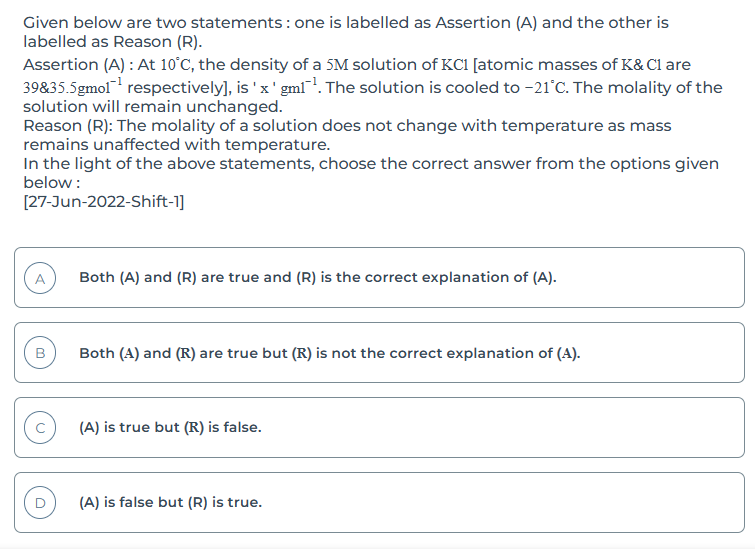 Given below are two statements : one is labelled as Assertion (A) and the other is
labelled as Reason (R).
Assertion (A) : At 10°C, the density of a 5M solution of KCl [atomic masses of K& Cl are
39&35.5gmol⁻¹ respectively], is ' x ' gml⁻¹. The solution is cooled to −21°C. The molality of the
solution will remain unchanged.
Reason (R): The molality of a solution does not change with temperature as mass
remains unaffected with temperature.
In the light of the above statements, choose the correct answer from the options given
below :
[27-Jun-2022-Shift-1]
A Both (A) and (R) are true and (R) is the correct explanation of (A).
B Both (A) and (R) are true but (R) is not the correct explanation of (A).
C (A) is true but (R) is false.
D (A) is false but (R) is true.